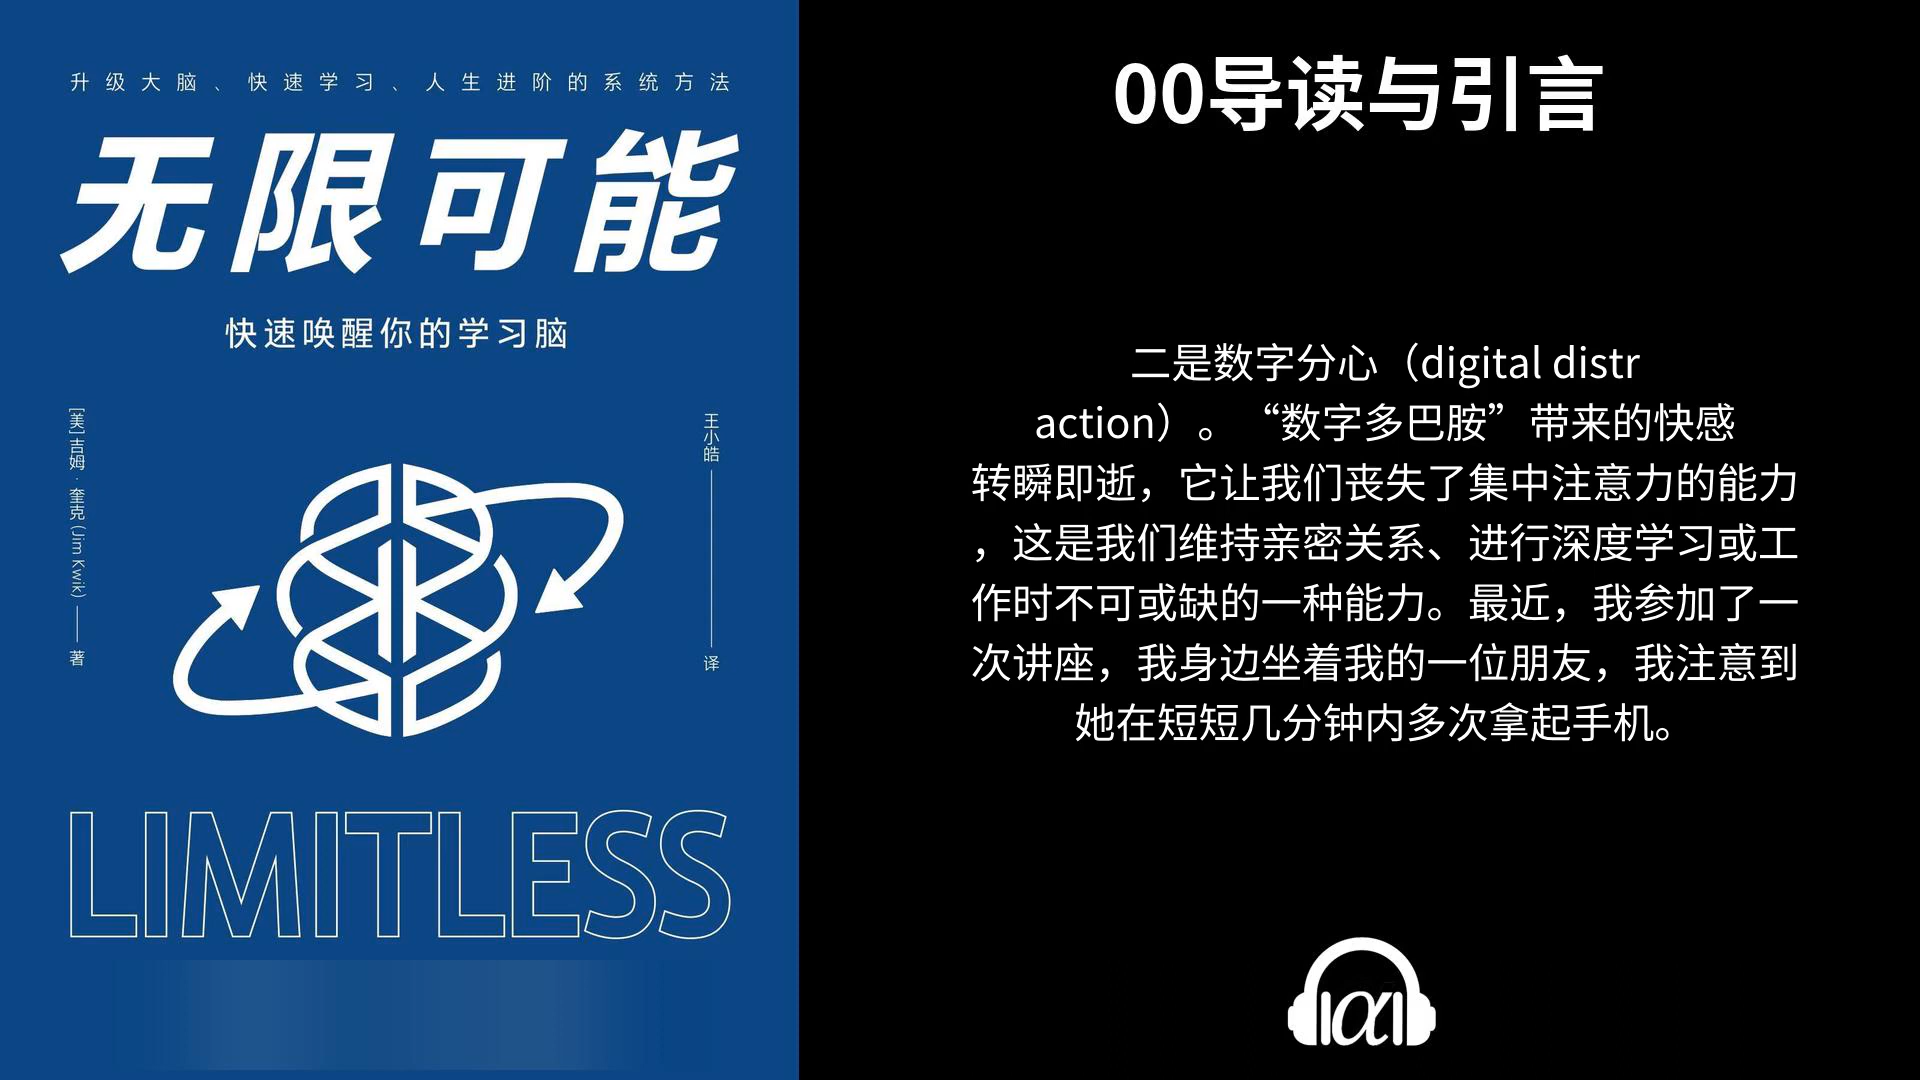 升级大脑、快速学习、人生进阶的系统方法
无限可能
快速唤醒你的学习脑
[美] 吉姆·奎克 (Jim Kwik) —— 著
王小皓 —— 译
LIMITLESS
00导读与引言
二是数字分心（digital distr
action）。“数字多巴胺”带来的快感
转瞬即逝，它让我们丧失了集中注意力的能力
，这是我们维持亲密关系、进行深度学习或工
作时不可或缺的一种能力。最近，我参加了一
次讲座，我身边坐着我的一位朋友，我注意到
她在短短几分钟内多次拿起手机。